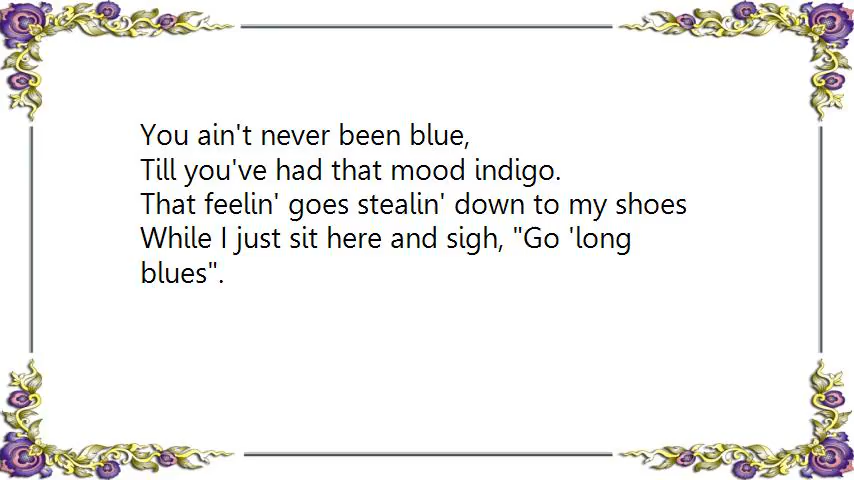 You ain't never been blue,
Till you've had that mood indigo.
That feelin' goes stealin' down to my shoes
While I just sit here and sigh, "Go 'long
blues".